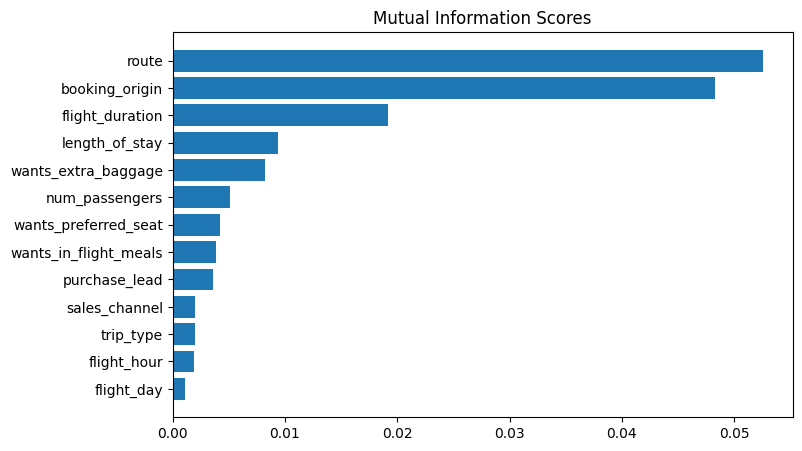 Mutual Information Scores
route
booking_origin
flight_duration
length_of_stay
wants_extra_baggage
num_passengers
wants_preferred_seat
wants_in_flight_meals
purchase_lead
sales_channel
trip_type
flight_hour
flight_day
0.00 0.01 0.02 0.03 0.04 0.05